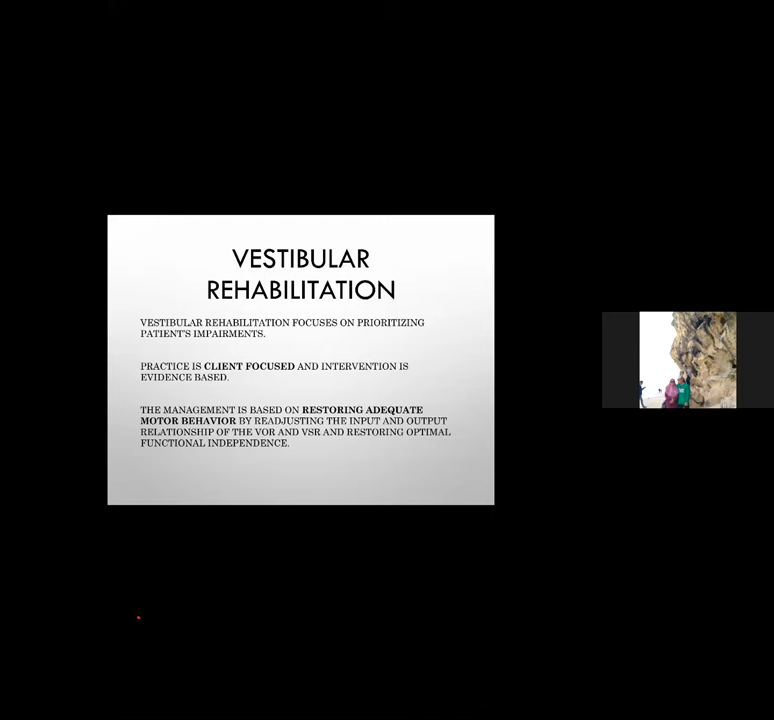 VESTIBULAR
REHABILITATION
VESTIBULAR REHABILITATION FOCUSES ON PRIORITIZING
PATIENT'S IMPAIRMENTS.
PRACTICE IS CLIENT FOCUSED AND INTERVENTION IS
EVIDENCE BASED.
THE MANAGEMENT IS BASED ON RESTORING ADEQUATE
MOTOR BEHAVIOR BY READJUSTING THE INPUT AND OUTPUT
RELATIONSHIP OF THE VOR AND VSR AND RESTORING OPTIMAL
FUNCTIONAL INDEPENDENCE.